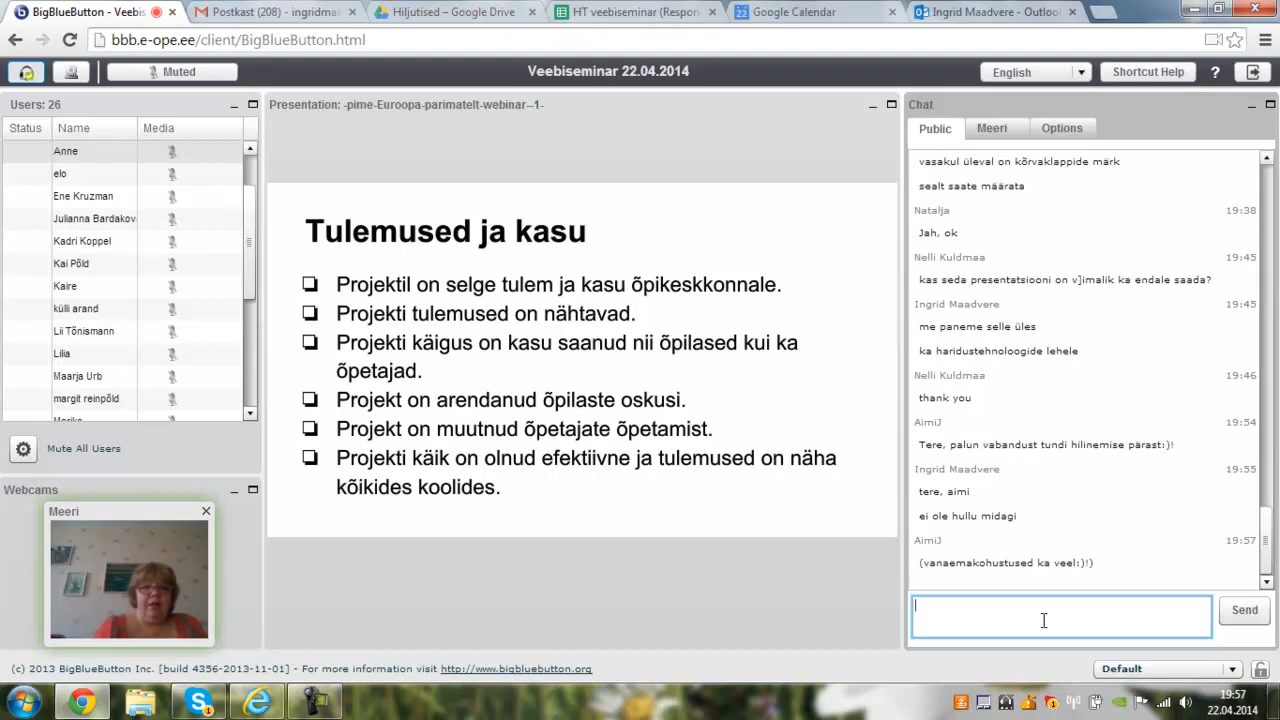 BigBlueButton - Veebis
Postkast (208) - ingridmai
Hiljutised – Google Drive
HT veebiseminar (Respon
Google Calendar
Ingrid Maadvere - Outloo
bbb.e-ope.ee/client/BigBlueButton.html
Muted
Veebiseminar 22.04.2014
English
Shortcut Help
?
Users: 26
Status Name Media
Anne
elo
Ene Kruzman
Julianna Bardakov
Kadri Koppel
Kai Põld
Kaire
külli arand
Lii Tõnismann
Lilia
Maarja Urb
margit reinpõld
Marika
Mute All Users
Webcams
Meeri
Presentation: -pime-Euroopa-parimatelt-webinar--1-
Tulemused ja kasu
Projektil on selge tulem ja kasu õpikeskkonnale.
Projekti tulemused on nähtavad.
Projekti käigus on kasu saanud nii õpilased kui ka
õpetajad.
Projekt on arendanud õpilaste oskusi.
Projekt on muutnud õpetajate õpetamist.
Projekti käik on olnud efektiivne ja tulemused on näha
kõikides koolides.
Chat
Public Meeri Options
vasakul üleval on kõrvaklappide märk
sealt saate määrata
Natalja 19:38
Jah, ok
Nelli Kuldmaa 19:45
kas seda presentatsiooni on v]imalik ka endale saada?
Ingrid Maadvere 19:45
me paneme selle üles
ka haridustehnoloogide lehele
Nelli Kuldmaa 19:46
thank you
AimiJ 19:54
Tere, palun vabandust tundi hilinemise pärast:)!
Ingrid Maadvere 19:55
tere, aimi
ei ole hullu midagi
AimiJ 19:57
(vanaemakohustused ka veel:)!)
Send
(c) 2013 BigBlueButton Inc. [build 4356-2013-11-01] - For more information visit http://www.bigbluebutton.org
Default
19:57
22.04.2014